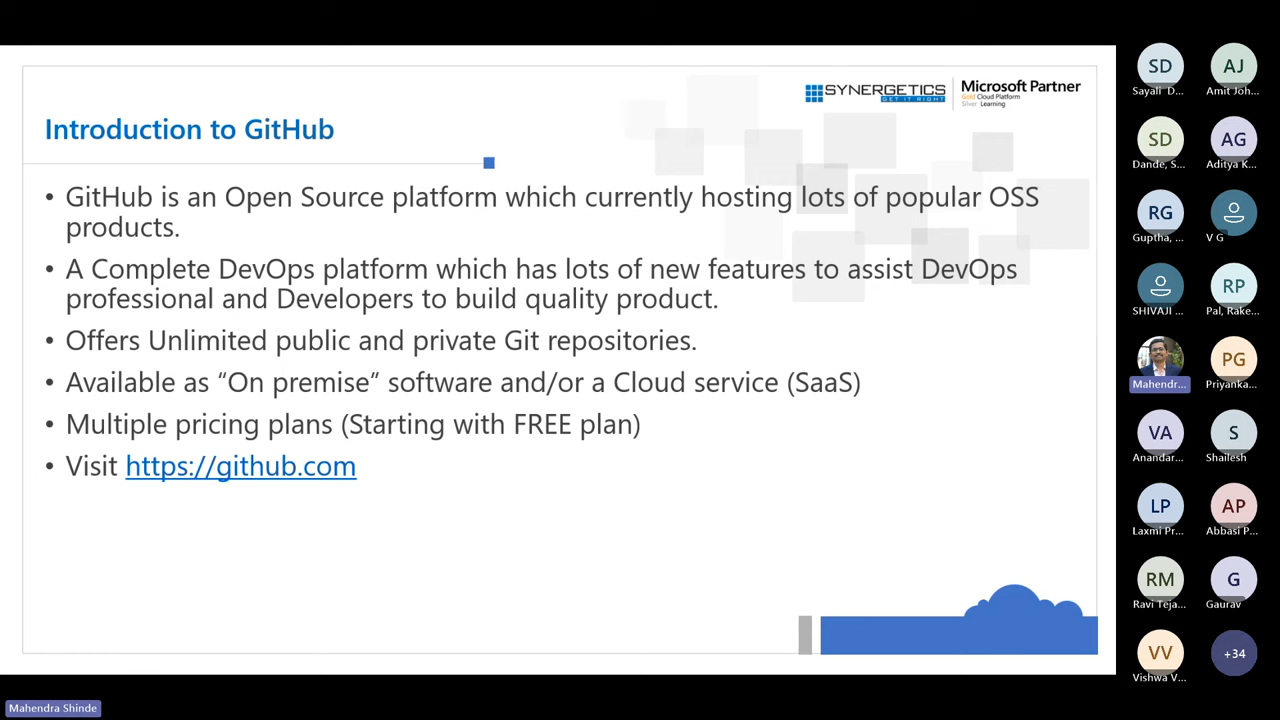 SYNERGETICS
GET IT RIGHT
Microsoft Partner
Gold Cloud Platform
Silver Learning
Introduction to GitHub
• GitHub is an Open Source platform which currently hosting lots of popular OSS
products.
• A Complete DevOps platform which has lots of new features to assist DevOps
professional and Developers to build quality product.
• Offers Unlimited public and private Git repositories.
• Available as “On premise” software and/or a Cloud service (SaaS)
• Multiple pricing plans (Starting with FREE plan)
• Visit https://github.com
SD AJ
Sayali D... Amit Joh...
SD AG
Dande, S... Aditya K...
RG
Guptha, ... V G
RP
SHIVAJI ... Pal, Rake...
PG
Mahendr... Priyanka...
VA S
Anandar... Shailesh
LP AP
Laxmi Pr... Abbasi P...
RM G
Ravi Teja... Gaurav
VV +34
Vishwa V...
Mahendra Shinde